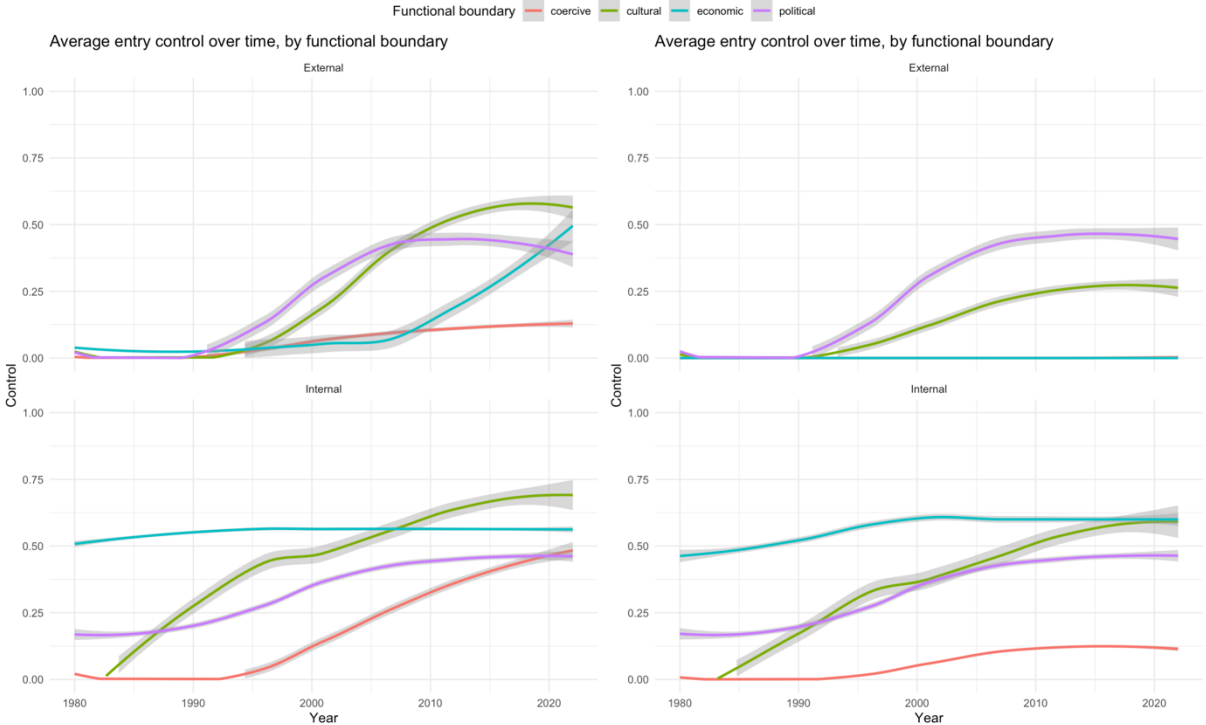 Functional boundary coercive cultural economic political
Average entry control over time, by functional boundary
Average entry control over time, by functional boundary
External
External
1.00
0.75
0.50
0.25
0.00
1.00
0.75
0.50
0.25
0.00
Control
Control
Internal
Internal
1.00
0.75
0.50
0.25
0.00
1.00
0.75
0.50
0.25
0.00
1980 1990 2000 2010 2020
1980 1990 2000 2010 2020
Year
Year